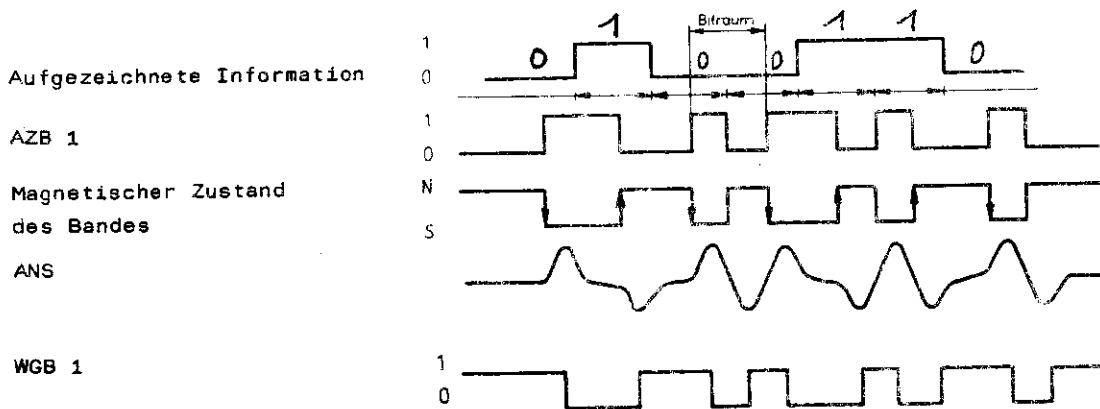 0 1 Bitraum 0 0 1 1 0
1
Aufgezeichnete Information 0
AZB 1 1
0
Magnetischer Zustand N
des Bandes S
ANS
WGB 1 1
0